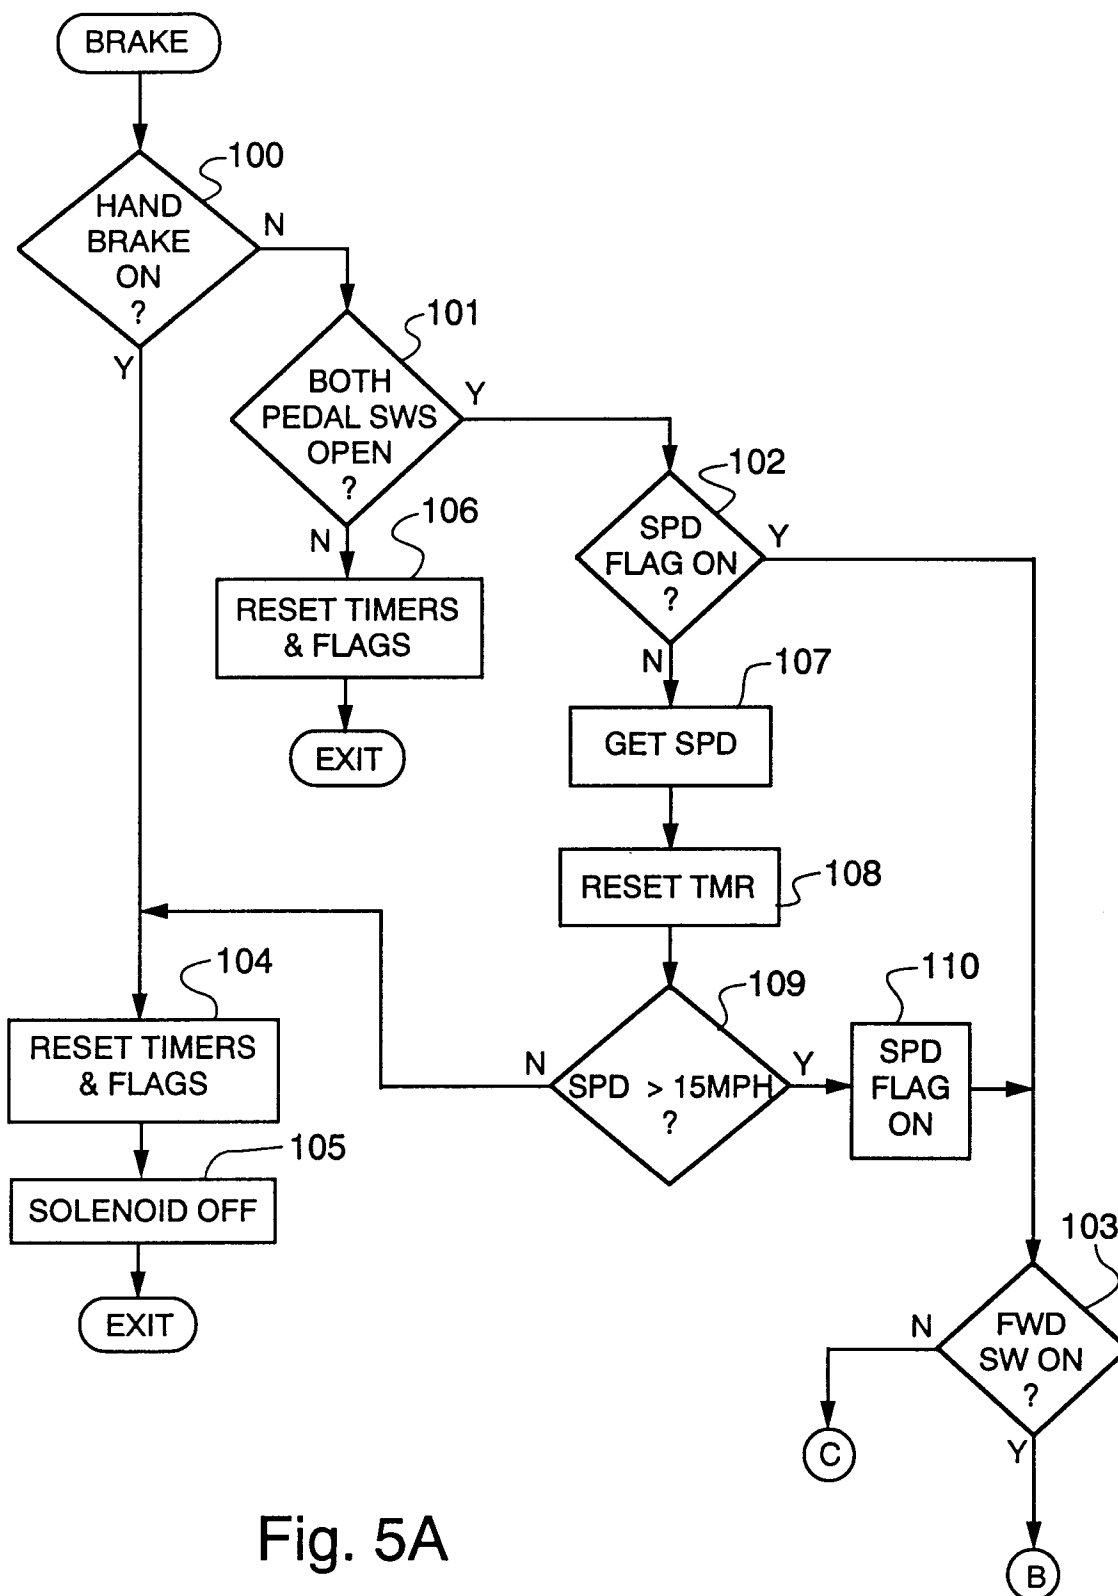 BRAKE
100
HAND
BRAKE
ON
?
N
Y
101
BOTH
PEDAL SWS
OPEN
?
Y
N
102
SPD
FLAG ON
?
Y
N
106
RESET TIMERS
& FLAGS
EXIT
107
GET SPD
108
RESET TMR
109
SPD > 15MPH
?
N
Y
110
SPD
FLAG
ON
104
RESET TIMERS
& FLAGS
105
SOLENOID OFF
EXIT
103
FWD
SW ON
?
N
Y
C
B
Fig. 5A